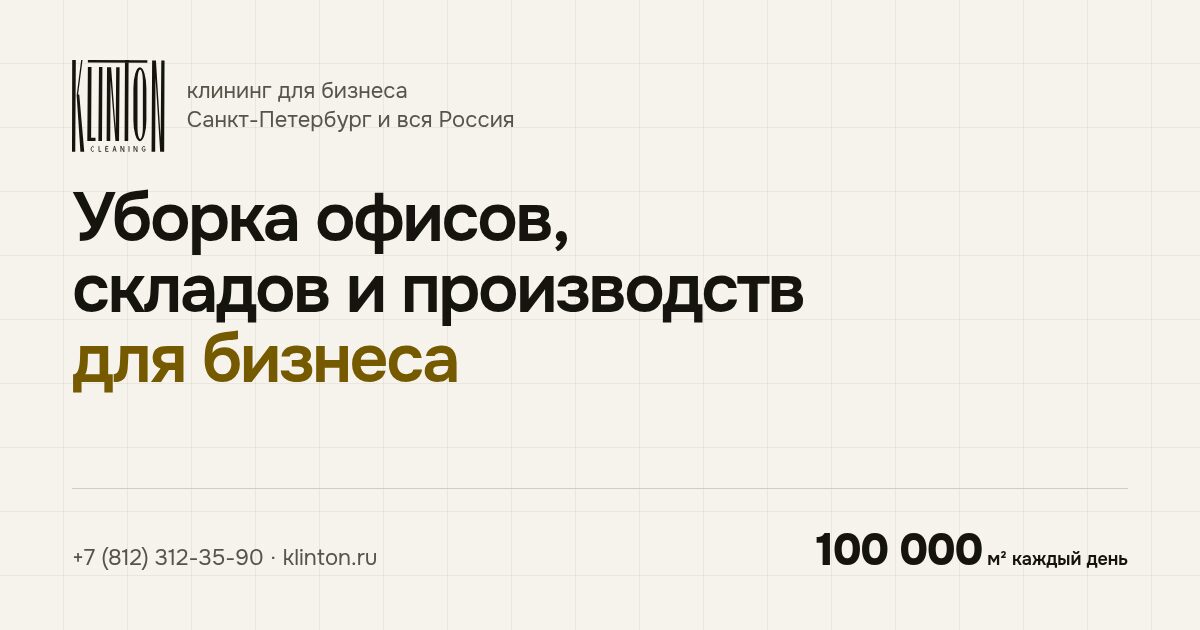 KLINTON
CLEANING
клининг для бизнеса
Санкт-Петербург и вся Россия
Уборка офисов,
складов и производств
для бизнеса
+7 (812) 312-35-90 · klinton.ru
100 000 м² каждый день